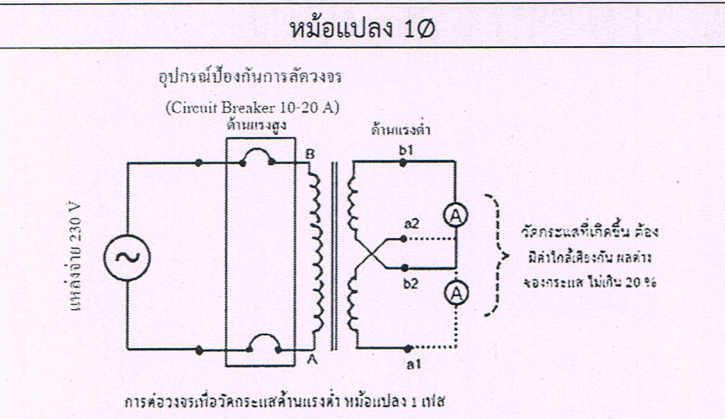 หม้อแปลง 1Ø
อุปกรณ์ป้องกันการลัดวงจร
(Circuit Breaker 10-20 A)
ด้านแรงสูง
ด้านแรงต่ำ
B
b1
A
a2
แหล่งจ่าย 230 V
~
b2
A
A
a1
วัดกระแสที่เกิดขึ้น ต้อง
มีค่าใกล้เคียงกัน ผลต่าง
ของกระแส ไม่เกิน 20 %
การต่อวงจรเพื่อวัดกระแสด้านแรงต่ำ หม้อแปลง 1 เฟส